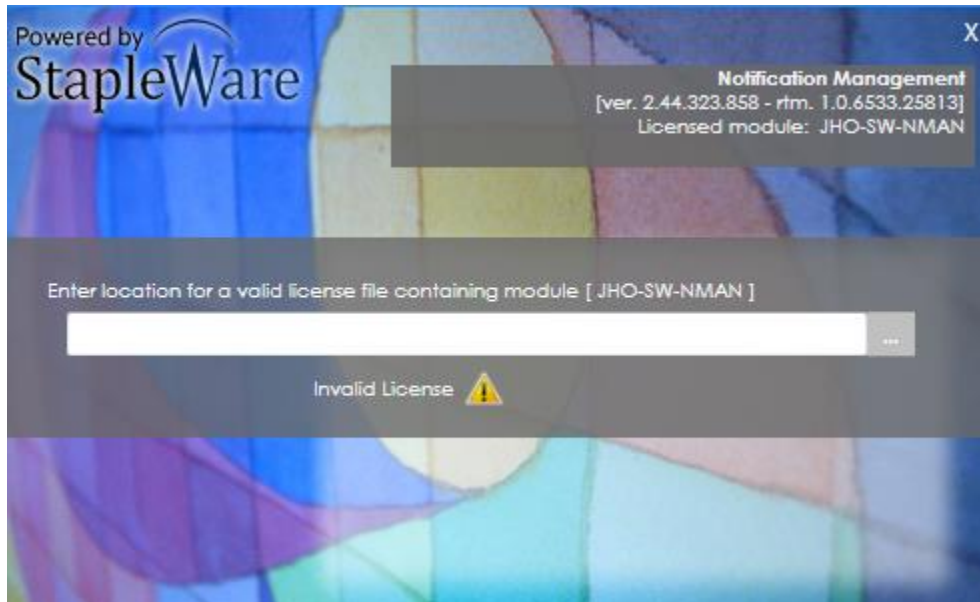 Powered by
StapleWare
X
Notification Management
[ver. 2.44.323.858 - rtm. 1.0.6533.25813]
Licensed module: JHO-SW-NMAN
Enter location for a valid license file containing module [ JHO-SW-NMAN ]
...
Invalid License